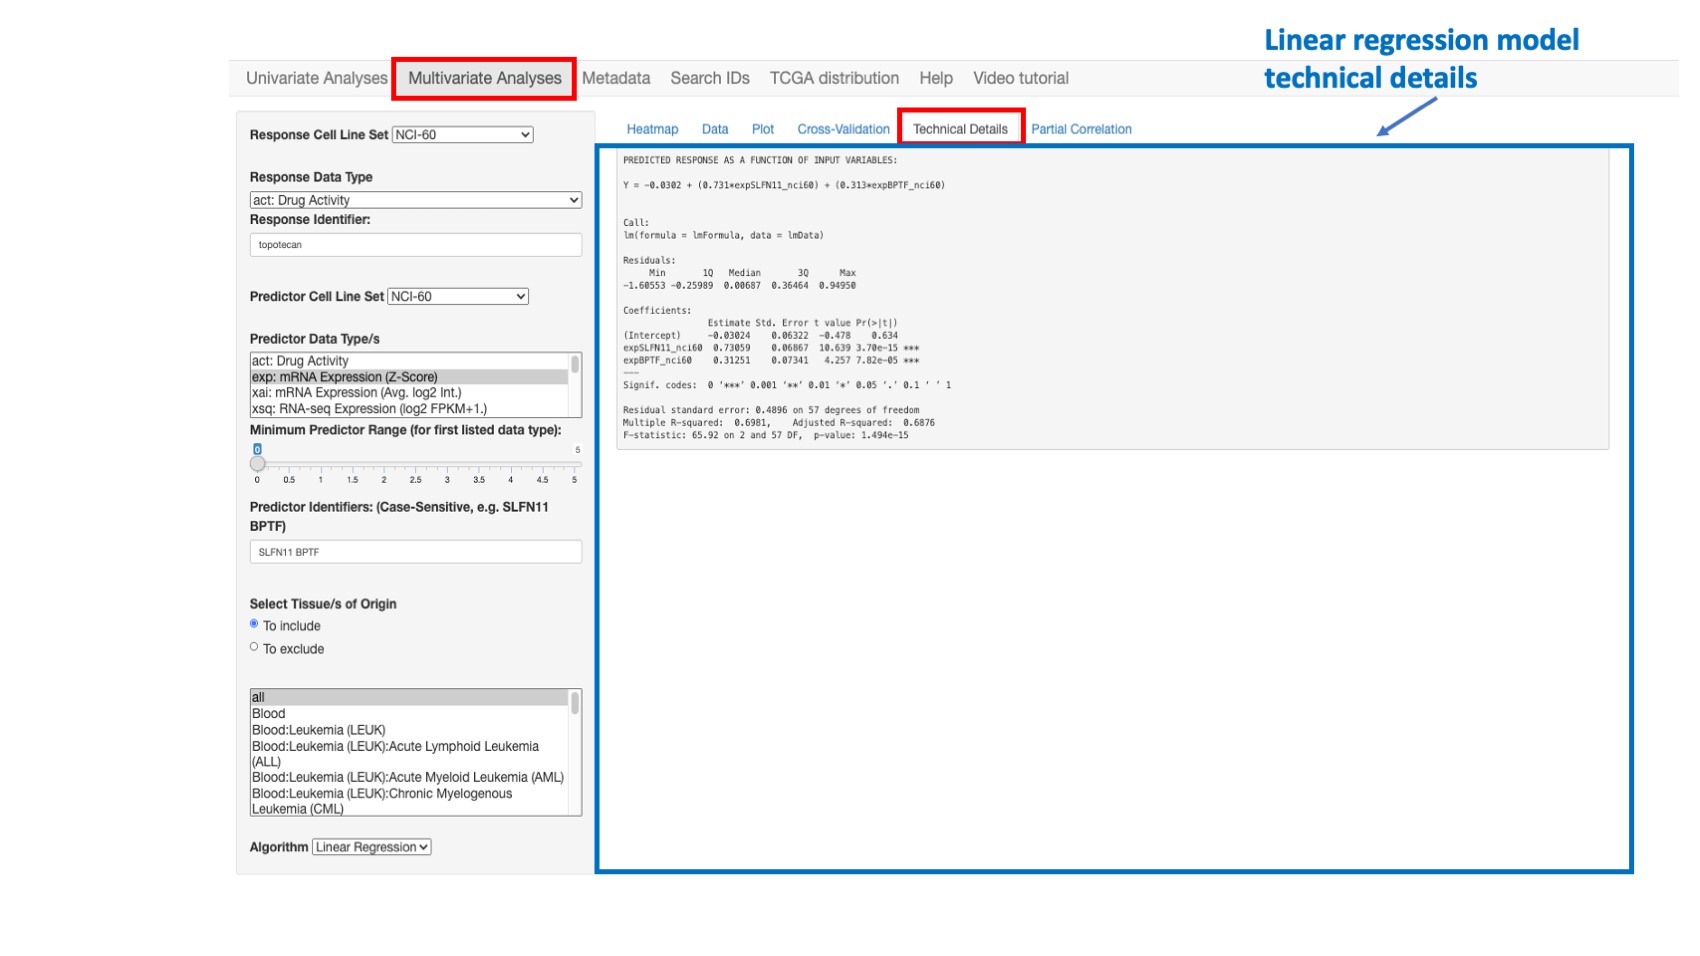 Linear regression model
technical details
Univariate Analyses Multivariate Analyses Metadata Search IDs TCGA distribution Help Video tutorial
Response Cell Line Set NCI-60
Response Data Type
act: Drug Activity
Response Identifier:
topotecan
Predictor Cell Line Set NCI-60
Predictor Data Type/s
act: Drug Activity
exp: mRNA Expression (Z-Score)
xai: mRNA Expression (Avg. log2 Int.)
xsq: RNA-seq Expression (log2 FPKM+1.)
Minimum Predictor Range (for first listed data type):
0 5
0 0.5 1 1.5 2 2.5 3 3.5 4 4.5 5
Predictor Identifiers: (Case-Sensitive, e.g. SLFN11
BPTF)
SLFN11 BPTF
Select Tissue/s of Origin
To include
To exclude
all
Blood
Blood:Leukemia (LEUK)
Blood:Leukemia (LEUK):Acute Lymphoid Leukemia
(ALL)
Blood:Leukemia (LEUK):Acute Myeloid Leukemia (AML)
Blood:Leukemia (LEUK):Chronic Myelogenous
Leukemia (CML)
Algorithm Linear Regression
Heatmap Data Plot Cross-Validation Technical Details Partial Correlation
PREDICTED RESPONSE AS A FUNCTION OF INPUT VARIABLES:
Y = -0.0302 + (0.731*expSLFN11_nci60) + (0.313*expBPTF_nci60)
Call:
lm(formula = lmFormula, data = lmData)
Residuals:
Min 1Q Median 3Q Max
-1.60553 -0.25989 0.00687 0.36464 0.94950
Coefficients:
Estimate Std. Error t value Pr(>|t|)
(Intercept) -0.03024 0.06322 -0.478 0.634
expSLFN11_nci60 0.73059 0.06867 10.639 3.70e-15 ***
expBPTF_nci60 0.31251 0.07341 4.257 7.82e-05 ***
---
Signif. codes: 0 ‘***’ 0.001 ‘**’ 0.01 ‘*’ 0.05 ‘.’ 0.1 ‘ ’ 1
Residual standard error: 0.4896 on 57 degrees of freedom
Multiple R-squared: 0.6981, Adjusted R-squared: 0.6876
F-statistic: 65.92 on 2 and 57 DF, p-value: 1.494e-15